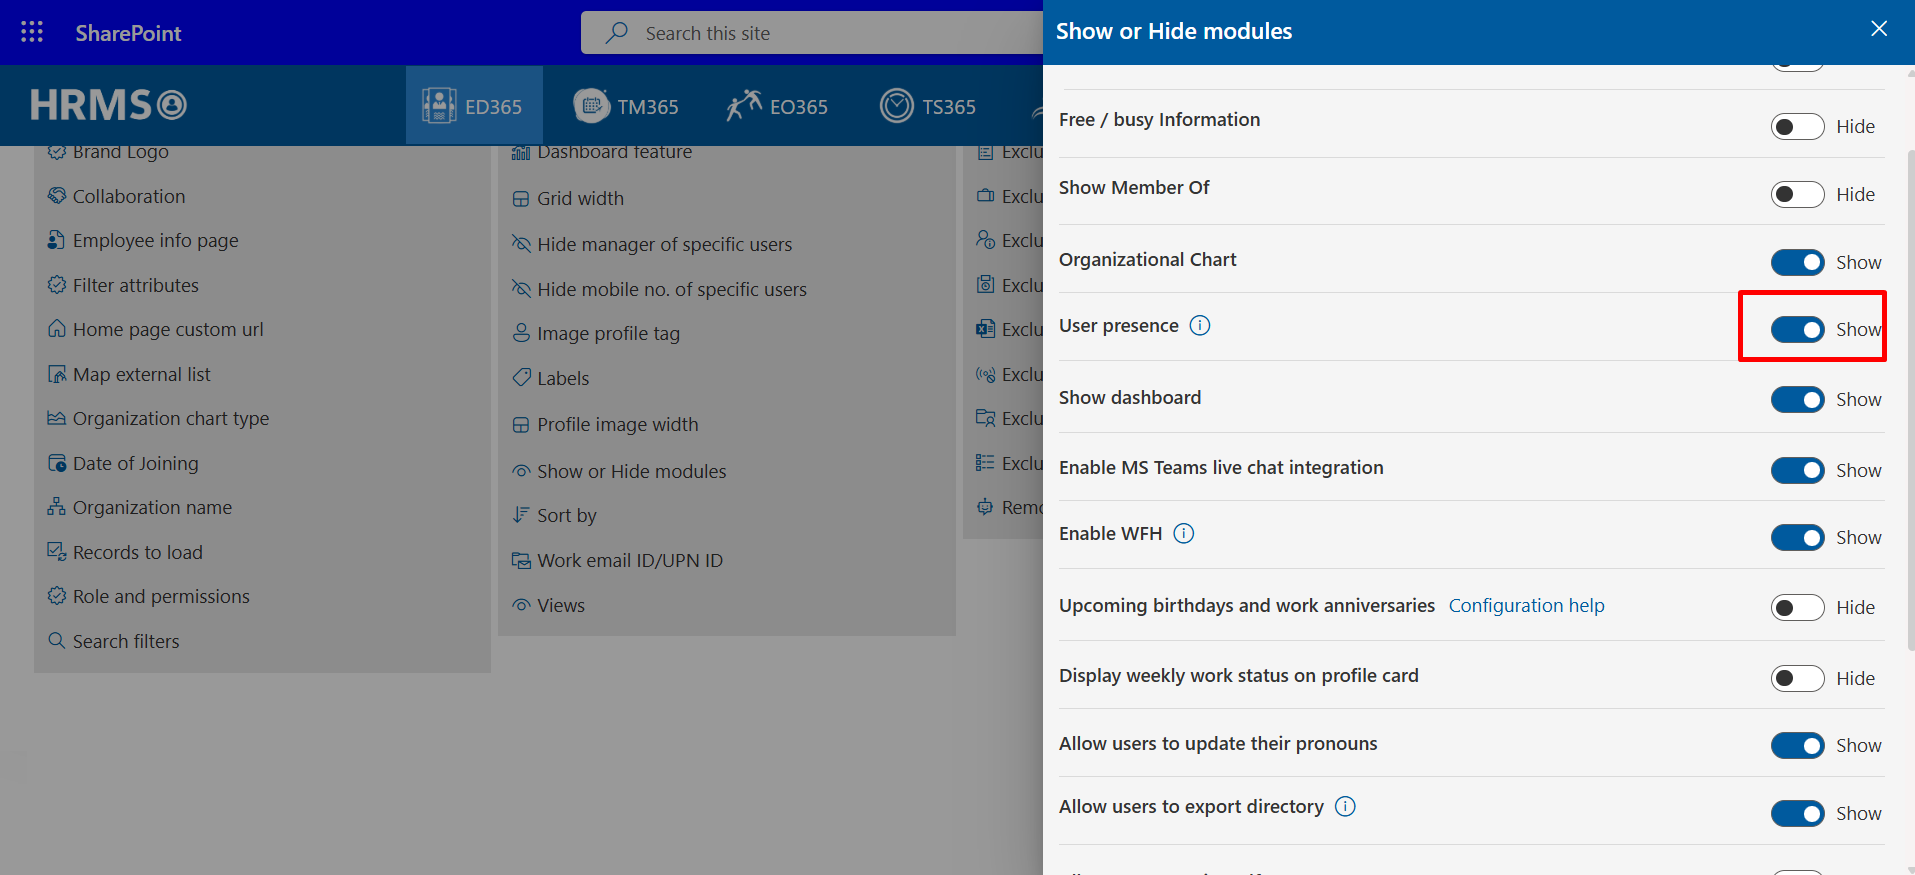 SharePoint
Search this site
Show or Hide modules
HRMS
ED365
TM365
EO365
TS365
Brand Logo
Collaboration
Employee info page
Filter attributes
Home page custom url
Map external list
Organization chart type
Date of Joining
Organization name
Records to load
Role and permissions
Search filters
Dashboard feature
Grid width
Hide manager of specific users
Hide mobile no. of specific users
Image profile tag
Labels
Profile image width
Show or Hide modules
Sort by
Work email ID/UPN ID
Views
Exclu
Exclu
Exclu
Exclu
Exclu
Exclu
Exclu
Exclu
Remo
Free / busy Information Hide
Show Member Of Hide
Organizational Chart Show
User presence Show
Show dashboard Show
Enable MS Teams live chat integration Show
Enable WFH Show
Upcoming birthdays and work anniversaries Configuration help Hide
Display weekly work status on profile card Hide
Allow users to update their pronouns Show
Allow users to export directory Show